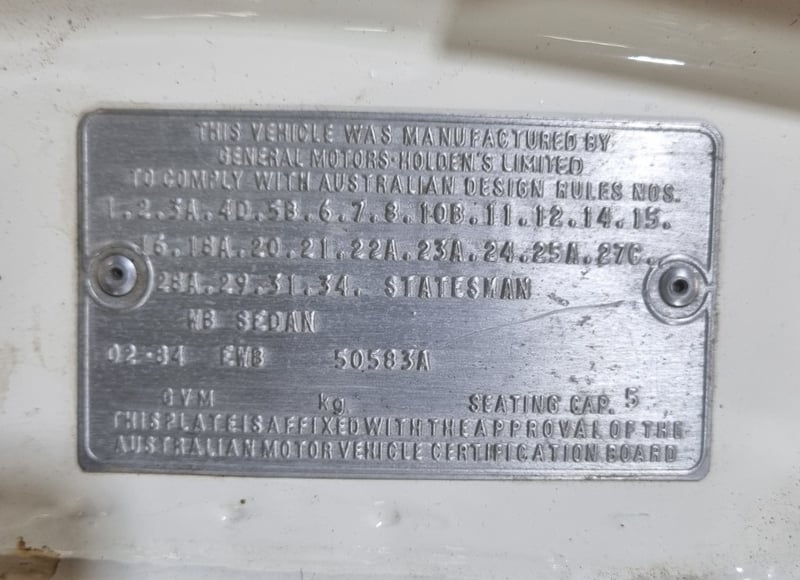 THIS VEHICLE WAS MANUFACTURED BY
GENERAL MOTORS-HOLDEN'S LIMITED
TO COMPLY WITH AUSTRALIAN DESIGN RULES NOS.
1.2.3A.4D.5B.6.7.8.10B.11.12.14.15.
16.18A.20.21.22A.23A.24.25A.27C.
28A.29.31.34. STATESMAN
WB SEDAN
02-84 EWB 50583A
GVM kg SEATING CAP. 5
THIS PLATE IS AFFIXED WITH THE APPROVAL OF THE
AUSTRALIAN MOTOR VEHICLE CERTIFICATION BOARD